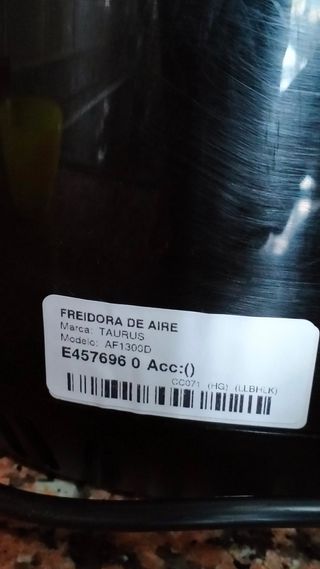 FREIDORA DE AIRE
Marca: TAURUS
Modelo: AF1300D
E457696 0 Acc:()
CC071 (HG) (LLBHLK)